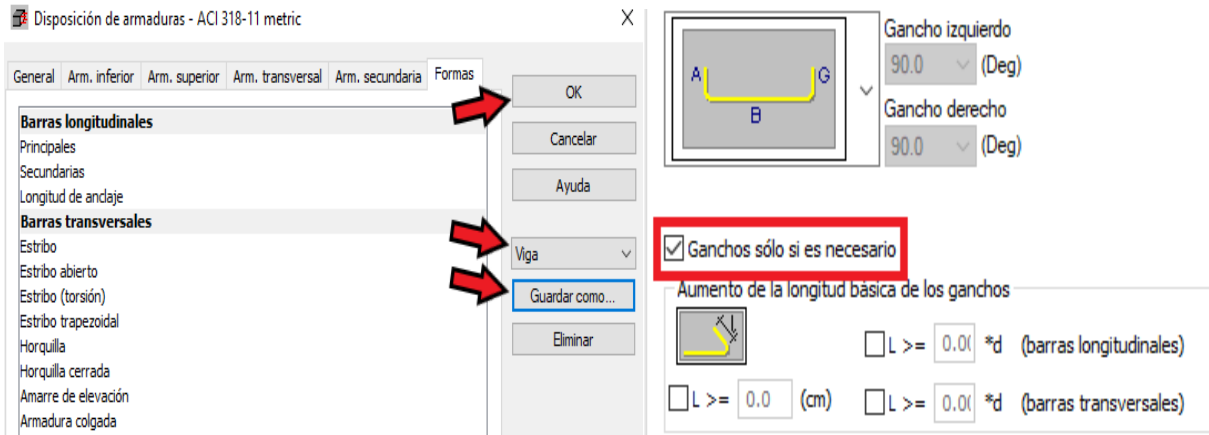 Disposición de armaduras - ACI 318-11 metric
X
General Arm. inferior Arm. superior Arm. transversal Arm. secundaria Formas
Barras longitudinales
Principales
Secundarias
Longitud de anclaje
Barras transversales
Estribo
Estribo abierto
Estribo (torsión)
Estribo trapezoidal
Horquilla
Horquilla cerrada
Amarre de elevación
Armadura colgada
OK
Cancelar
Ayuda
Viga
Guardar como...
Eliminar
A
G
B
Gancho izquierdo
90.0 (Deg)
Gancho derecho
90.0 (Deg)
Ganchos sólo si es necesario
Aumento de la longitud básica de los ganchos
L >= 0.00 *d (barras longitudinales)
L >= 0.0 (cm) L >= 0.00 *d (barras transversales)